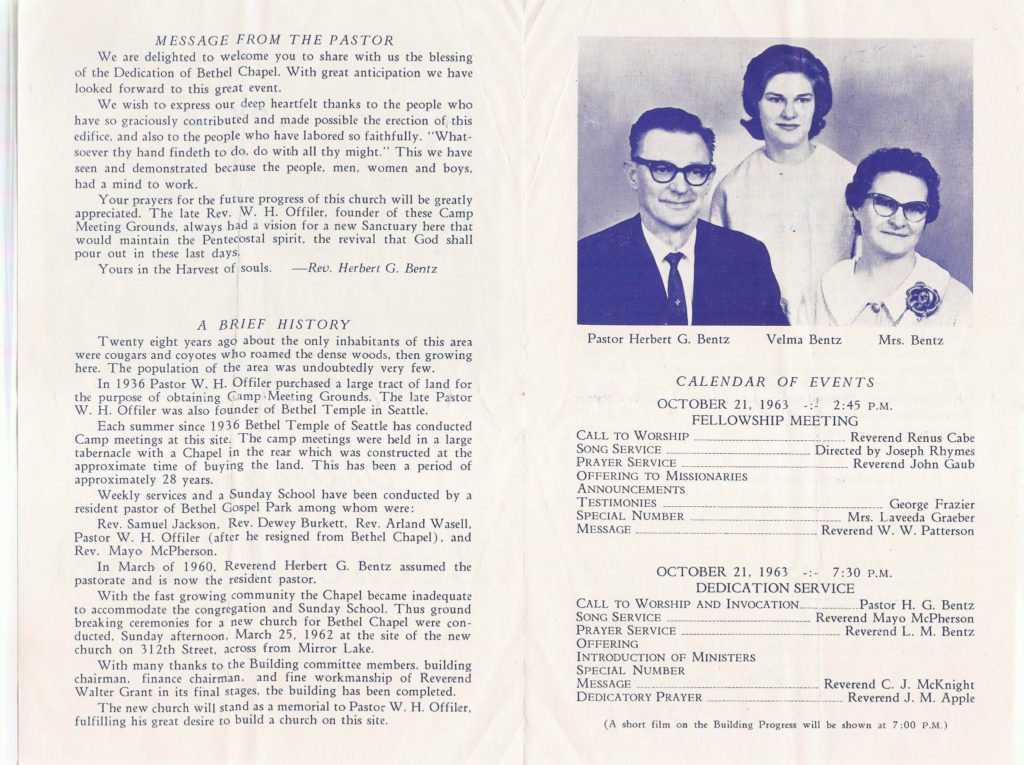 MESSAGE FROM THE PASTOR
We are delighted to welcome you to share with us the blessing
of the Dedication of Bethel Chapel. With great anticipation we have
looked forward to this great event.
We wish to express our deep heartfelt thanks to the people who
have so graciously contributed and made possible the erection of this
edifice, and also to the people who have labored so faithfully. "What-
soever thy hand findeth to do, do with all thy might." This we have
seen and demonstrated because the people, men, women and boys,
had a mind to work.
Your prayers for the future progress of this church will be greatly
appreciated. The late Rev. W. H. Offiler, founder of these Camp
Meeting Grounds, always had a vision for a new Sanctuary here that
would maintain the Pentecostal spirit, the revival that God shall
pour out in these last days.
Yours in the Harvest of souls. —Rev. Herbert G. Bentz
A BRIEF HISTORY
Twenty eight years ago about the only inhabitants of this area
were cougars and coyotes who roamed the dense woods, then growing
here. The population of the area was undoubtedly very few.
In 1936 Pastor W. H. Offiler purchased a large tract of land for
the purpose of obtaining Camp Meeting Grounds. The late Pastor
W. H. Offiler was also founder of Bethel Temple in Seattle.
Each summer since 1936 Bethel Temple of Seattle has conducted
Camp meetings at this site. The camp meetings were held in a large
tabernacle with a Chapel in the rear which was constructed at the
approximate time of buying the land. This has been a period of
approximately 28 years.
Weekly services and a Sunday School have been conducted by a
resident pastor of Bethel Gospel Park among whom were:
Rev. Samuel Jackson, Rev. Dewey Burkett, Rev. Arland Wasell,
Pastor W. H. Offiler (after he resigned from Bethel Chapel), and
Rev. Mayo McPherson.
In March of 1960, Reverend Herbert G. Bentz assumed the
pastorate and is now the resident pastor.
With the fast growing community the Chapel became inadequate
to accommodate the congregation and Sunday School. Thus ground
breaking ceremonies for a new church for Bethel Chapel were con-
ducted, Sunday afternoon, March 25, 1962 at the site of the new
church on 312th Street, across from Mirror Lake.
With many thanks to the Building committee members, building
chairman, finance chairman, and fine workmanship of Reverend
Walter Grant in its final stages, the building has been completed.
The new church will stand as a memorial to Pastor W. H. Offiler,
fulfilling his great desire to build a church on this site.
Pastor Herbert G. Bentz Velma Bentz Mrs. Bentz
CALENDAR OF EVENTS
OCTOBER 21, 1963 -:- 2:45 P.M.
FELLOWSHIP MEETING
CALL TO WORSHIP Reverend Renus Cabe
SONG SERVICE Directed by Joseph Rhymes
PRAYER SERVICE Reverend John Gaub
OFFERING TO MISSIONARIES
ANNOUNCEMENTS
TESTIMONIES George Frazier
SPECIAL NUMBER Mrs. Laveeda Graeber
MESSAGE Reverend W. W. Patterson
OCTOBER 21, 1963 -:- 7:30 P.M.
DEDICATION SERVICE
CALL TO WORSHIP AND INVOCATION Pastor H. G. Bentz
SONG SERVICE Reverend Mayo McPherson
PRAYER SERVICE Reverend L. M. Bentz
OFFERING
INTRODUCTION OF MINISTERS
SPECIAL NUMBER
MESSAGE Reverend C. J. McKnight
DEDICATORY PRAYER Reverend J. M. Apple
(A short film on the Building Progress will be shown at 7:00 P.M.)